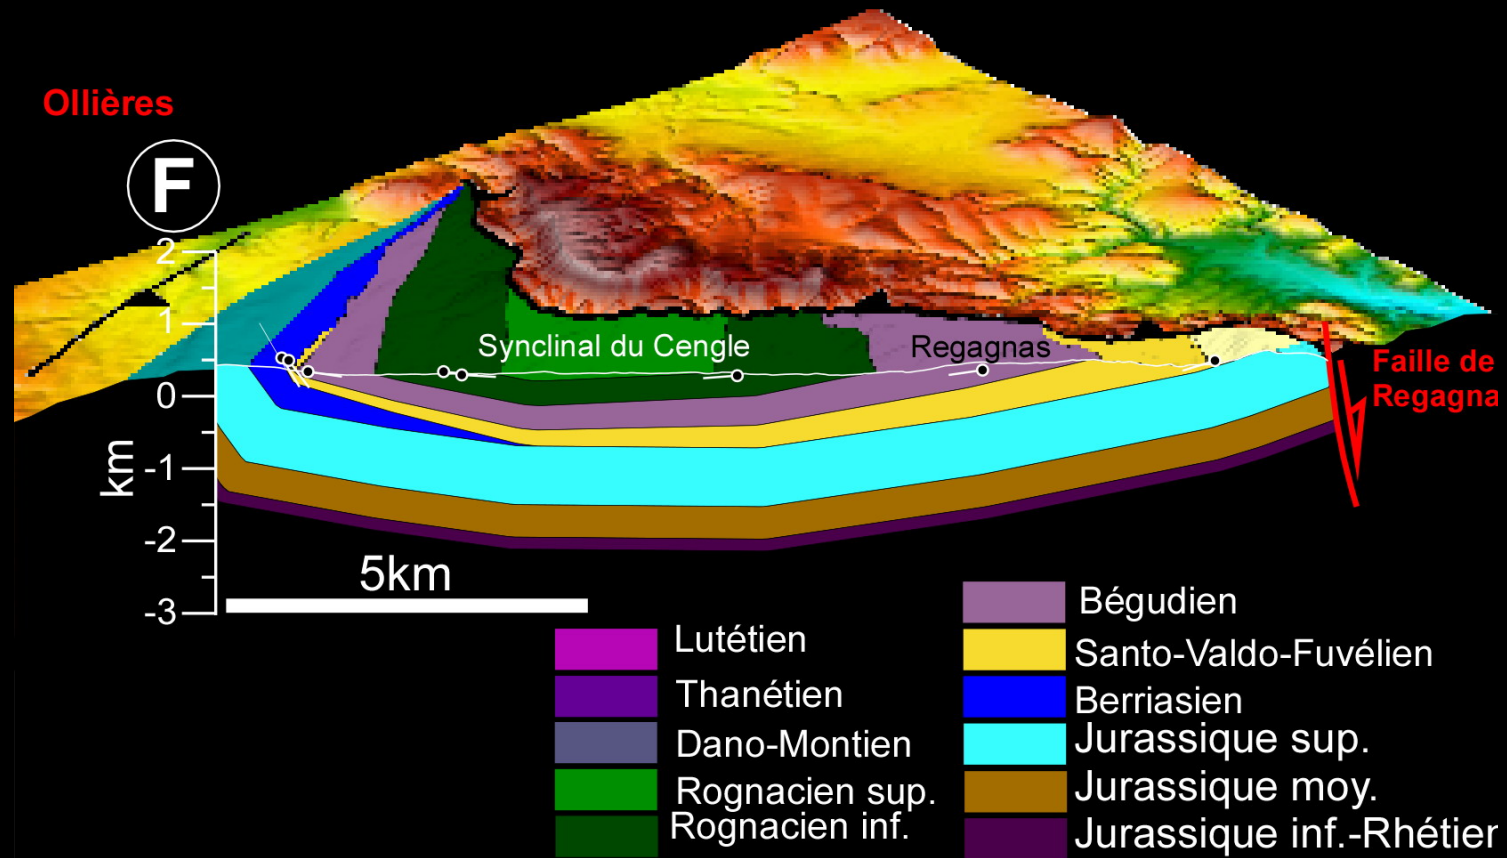 Ollières
F
2
1
0
-1
-2
-3
km
Synclinal du Cengle
Regagnas
Faille de
Regagna
5km
Lutétien
Thanétien
Dano-Montien
Rognacien sup.
Rognacien inf.
Bégudien
Santo-Valdo-Fuvélien
Berriasien
Jurassique sup.
Jurassique moy.
Jurassique inf.-Rhétien